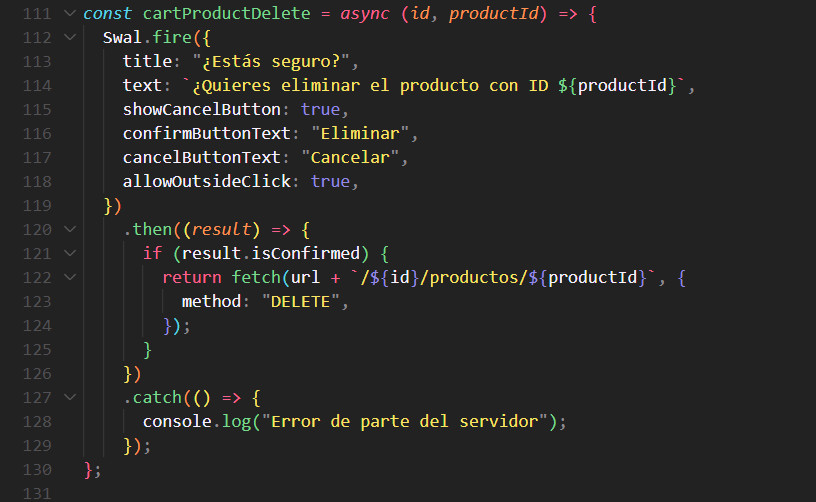 111 const cartProductDelete = async (id, productId) => {
112 Swal.fire({
113 title: "¿Estás seguro?",
114 text: `¿Quieres eliminar el producto con ID ${productId}`,
115 showCancelButton: true,
116 confirmButtonText: "Eliminar",
117 cancelButtonText: "Cancelar",
118 allowOutsideClick: true,
119 })
120 .then((result) => {
121 if (result.isConfirmed) {
122 return fetch(url + `/${id}/productos/${productId}`, {
123 method: "DELETE",
124 });
125 }
126 })
127 .catch(() => {
128 console.log("Error de parte del servidor");
129 });
130 };
131